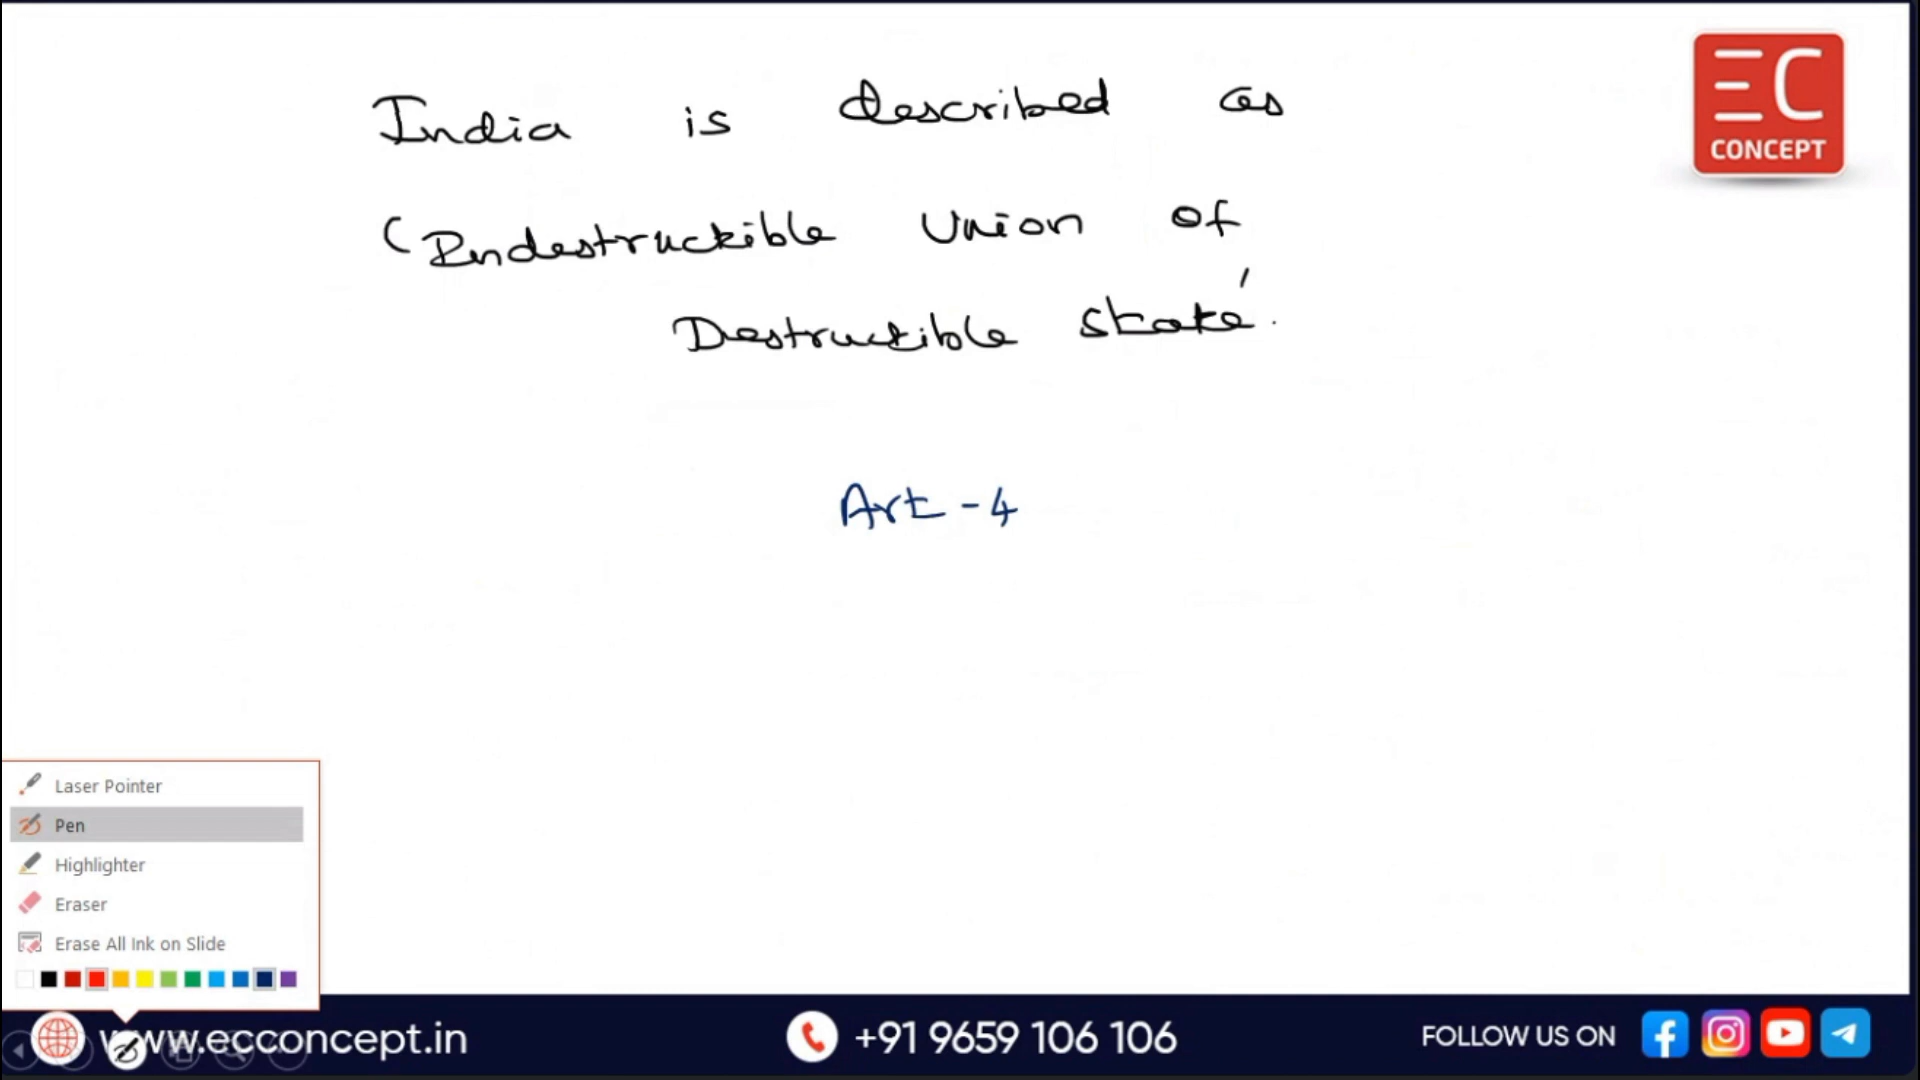 India is described as
(Indestructible Union of
Destructible state'.
Art - 4
EC
CONCEPT
Laser Pointer
Pen
Highlighter
Eraser
Erase All Ink on Slide
www.ecconcept.in
+91 9659 106 106
FOLLOW US ON